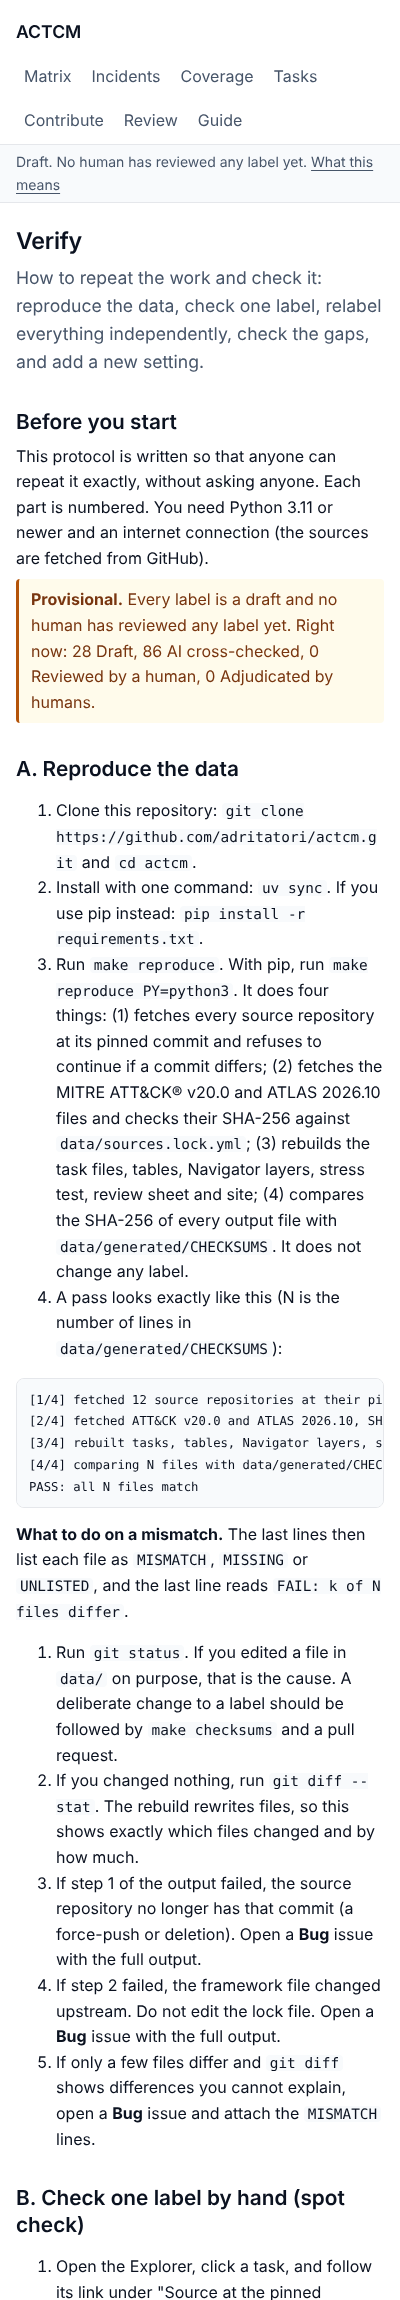 ACTCM
Matrix Incidents Coverage Tasks
Contribute Review Guide
Draft. No human has reviewed any label yet. What this
means
Verify
How to repeat the work and check it:
reproduce the data, check one label, relabel
everything independently, check the gaps,
and add a new setting.
Before you start
This protocol is written so that anyone can
repeat it exactly, without asking anyone. Each
part is numbered. You need Python 3.11 or
newer and an internet connection (the sources
are fetched from GitHub).
Provisional. Every label is a draft and no
human has reviewed any label yet. Right
now: 28 Draft, 86 AI cross-checked, 0
Reviewed by a human, 0 Adjudicated by
humans.
A. Reproduce the data
1. Clone this repository: git clone
https://github.com/adritatori/actcm.g
it and cd actcm.
2. Install with one command: uv sync. If you
use pip instead: pip install -r
requirements.txt.
3. Run make reproduce. With pip, run make
reproduce PY=python3. It does four
things: (1) fetches every source repository
at its pinned commit and refuses to
continue if a commit differs; (2) fetches the
MITRE ATT&CK® v20.0 and ATLAS 2026.10
files and checks their SHA-256 against
data/sources.lock.yml; (3) rebuilds the
task files, tables, Navigator layers, stress
test, review sheet and site; (4) compares
the SHA-256 of every output file with
data/generated/CHECKSUMS. It does not
change any label.
4. A pass looks exactly like this (N is the
number of lines in
data/generated/CHECKSUMS):
[1/4] fetched 12 source repositories at their pi
[2/4] fetched ATT&CK v20.0 and ATLAS 2026.10, SH
[3/4] rebuilt tasks, tables, Navigator layers, s
[4/4] comparing N files with data/generated/CHEC
PASS: all N files match
What to do on a mismatch. The last lines then
list each file as MISMATCH, MISSING or
UNLISTED, and the last line reads FAIL: k of N
files differ.
1. Run git status. If you edited a file in
data/ on purpose, that is the cause. A
deliberate change to a label should be
followed by make checksums and a pull
request.
2. If you changed nothing, run git diff --
stat. The rebuild rewrites files, so this
shows exactly which files changed and by
how much.
3. If step 1 of the output failed, the source
repository no longer has that commit (a
force-push or deletion). Open a Bug issue
with the full output.
4. If step 2 failed, the framework file changed
upstream. Do not edit the lock file. Open a
Bug issue with the full output.
5. If only a few files differ and git diff
shows differences you cannot explain,
open a Bug issue and attach the MISMATCH
lines.
B. Check one label by hand (spot
check)
1. Open the Explorer, click a task, and follow
its link under "Source at the pinned